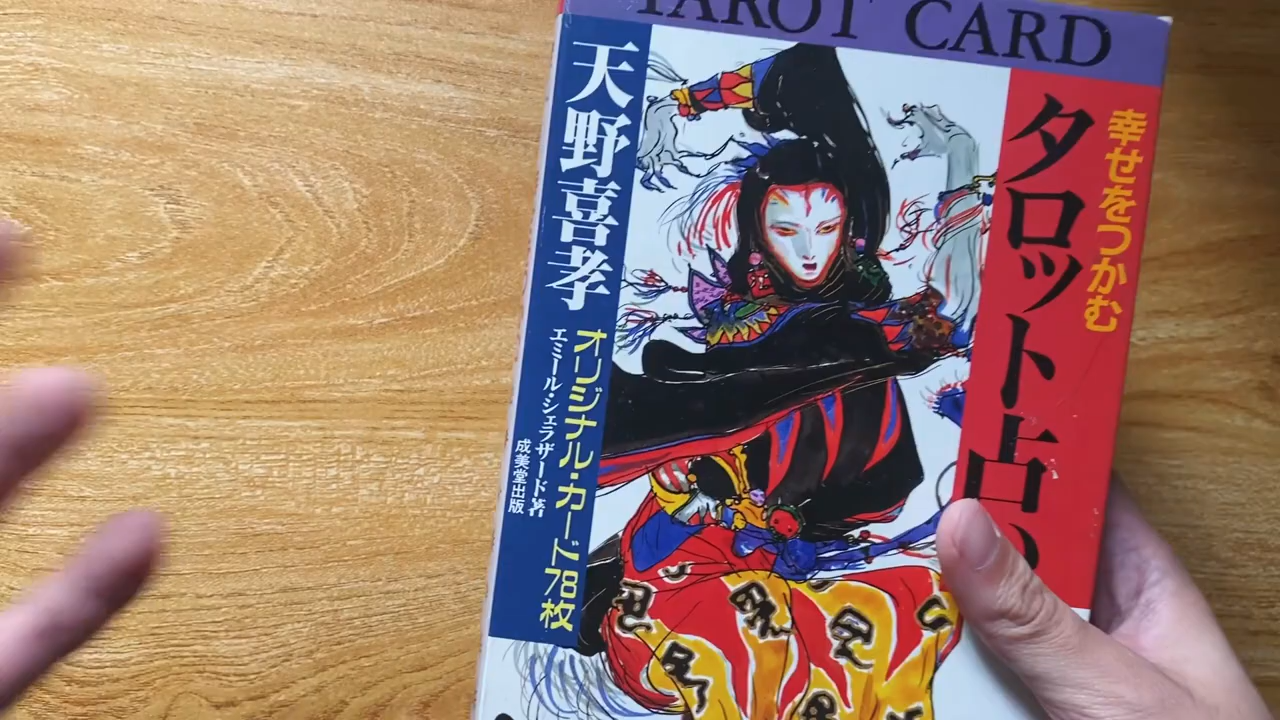 TAROT CARD
幸せをつかむ
タロット占い
天野喜孝
オリジナル・カード78枚
エミール・シェラザード著
成美堂出版